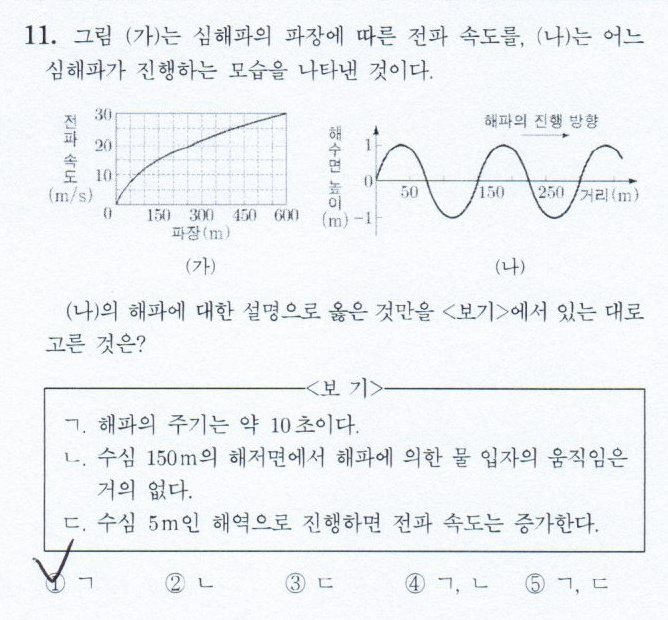 11. 그림 (가)는 심해파의 파장에 따른 전파 속도를, (나)는 어느
심해파가 진행하는 모습을 나타낸 것이다.
전파 속도 (m/s)
30
20
10
0
150 300 450 600
파장(m)
(가)
해수면 높이 (m)
해파의 진행 방향
1
0
-1
50 150 250 거리(m)
(나)
(나)의 해파에 대한 설명으로 옳은 것만을 <보기>에서 있는 대로
고른 것은?
<보 기>
ㄱ. 해파의 주기는 약 10초이다.
ㄴ. 수심 150m의 해저면에서 해파에 의한 물 입자의 움직임은
거의 없다.
ㄷ. 수심 5m인 해역으로 진행하면 전파 속도는 증가한다.
① ㄱ ② ㄴ ③ ㄷ ④ ㄱ, ㄴ ⑤ ㄱ, ㄷ